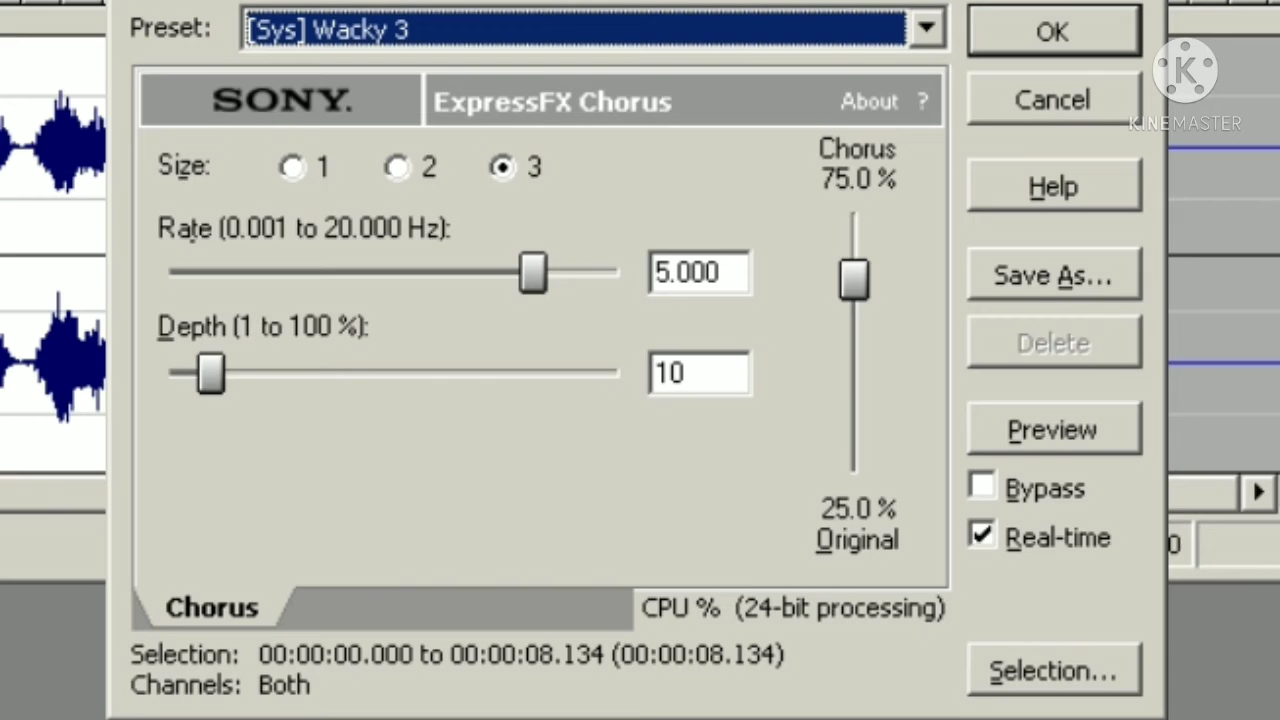 Preset: [Sys] Wacky 3
OK
SONY. ExpressFX Chorus About ?
Cancel
KINEMASTER
Size: 1 2 3
Chorus
75.0 %
Help
Rate (0.001 to 20.000 Hz):
5.000
Save As...
Depth (1 to 100 %):
10
Delete
Preview
Bypass
25.0 %
Original
Real-time
0
Chorus
CPU % (24-bit processing)
Selection: 00:00:00.000 to 00:00:08.134 (00:00:08.134)
Channels: Both
Selection...